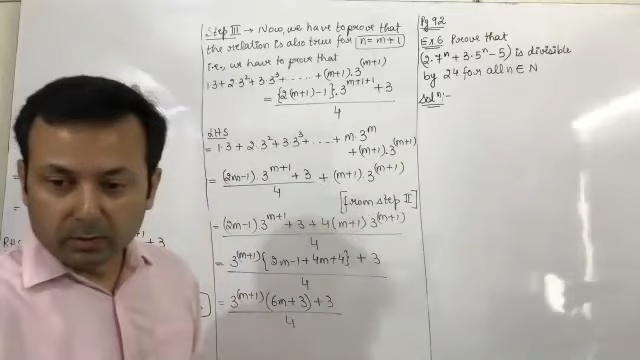 Step III → Now, we have to prove that
the relation is also true for n = m+1
i.e., we have to prove that
1·3 + 2·3² + 3·3³ + ····· + (m+1)·3^(m+1)
= {2(m+1)-1}·3^(m+1+1) + 3
4
LHS
= 1·3 + 2·3² + 3·3³ + ··· + m·3^m
+ (m+1)·3^(m+1)
= (2m-1)·3^(m+1) + 3 + (m+1)·3^(m+1)
4
[from step II]
= (2m-1)·3^(m+1) + 3 + 4(m+1)3^(m+1)
4
= 3^(m+1){2m-1+4m+4} + 3
4
= 3^(m+1)(6m+3) + 3
4
Pg 92
Ex 6 Prove that
(2·7ⁿ + 3·5ⁿ - 5) is divisible
by 24 for all n ∈ N
Solⁿ:-
+ 3